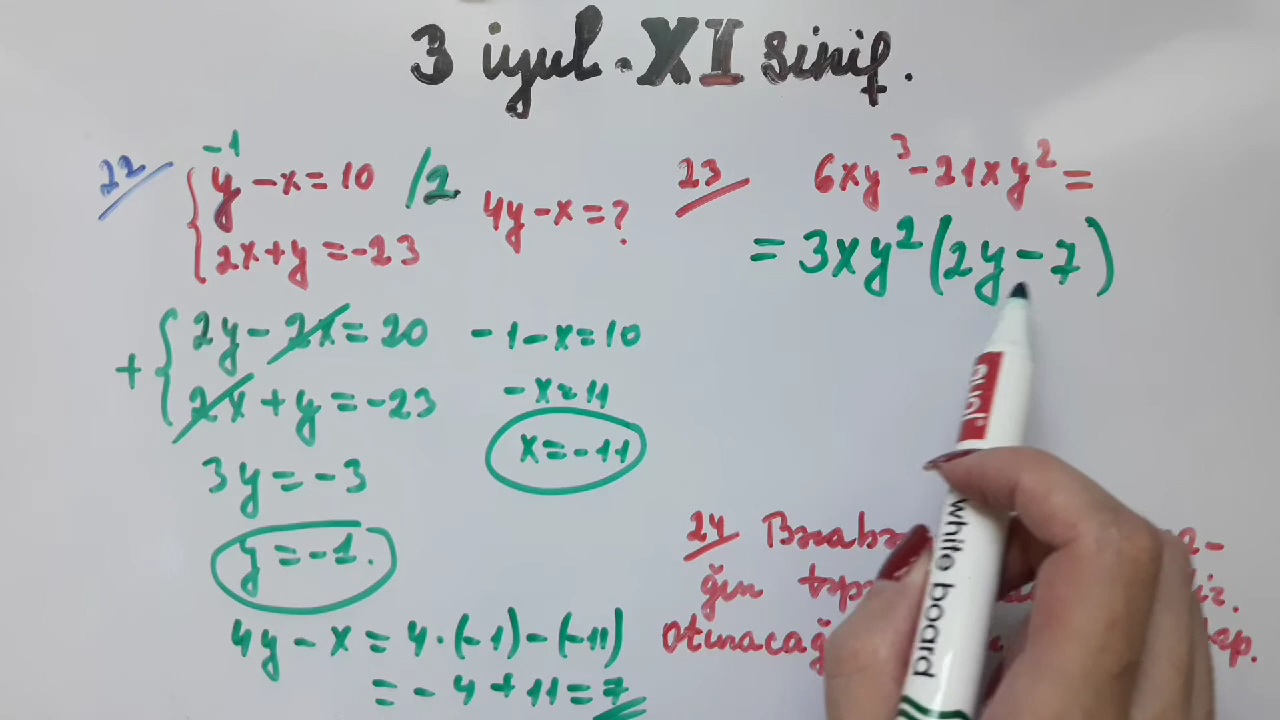 3 iyul. XI sinif.
22
-1
y - x = 10 /2
2x + y = -23
4y - x = ?
+ 2y - 2x = 20
2x + y = -23
3y = -3
y = -1.
-1 - x = 10
-x = 11
x = -11
4y - x = 4 · (-1) - (-11)
= -4 + 11 = 7
23
6xy³ - 21xy² =
= 3xy² (2y - 7)
24
ğın
white board